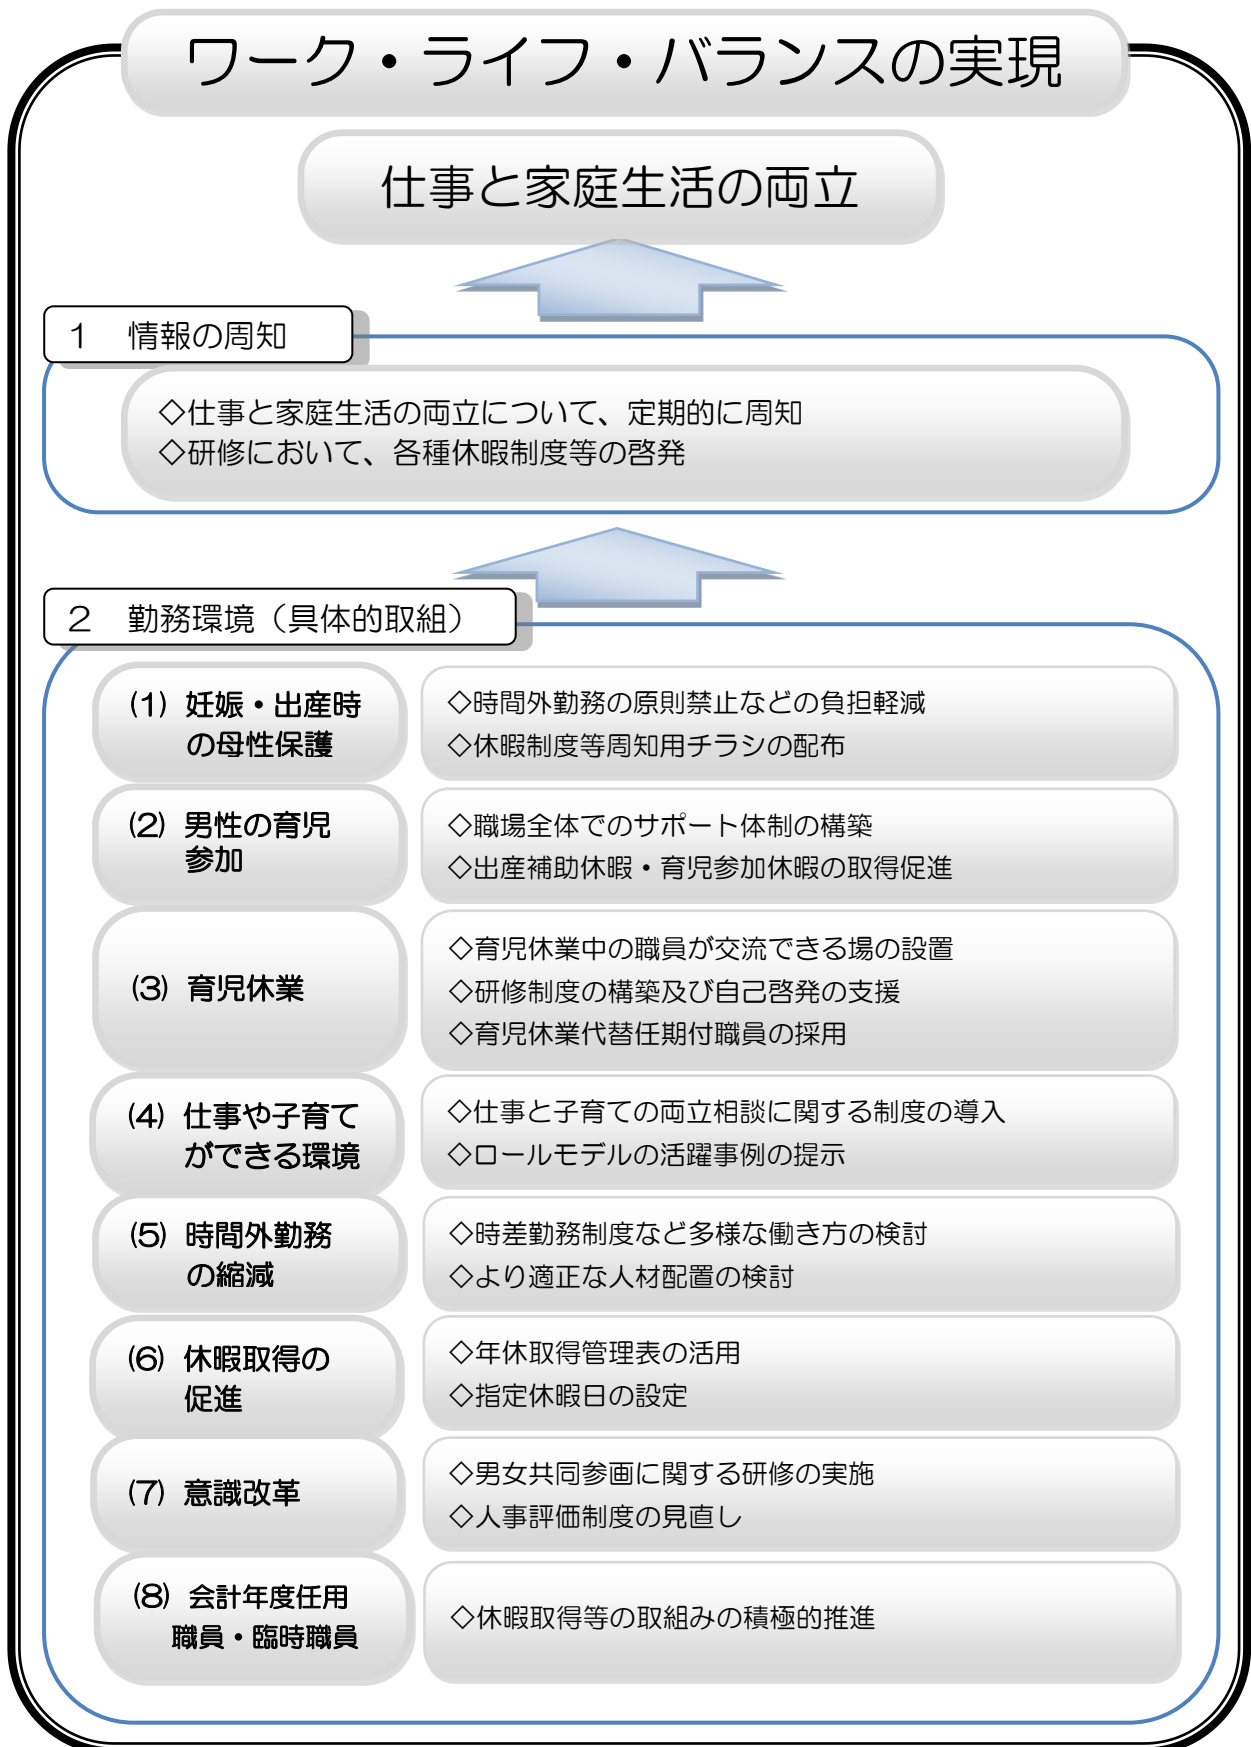 ワーク・ライフ・バランスの実現
仕事と家庭生活の両立
1 情報の周知
◇仕事と家庭生活の両立について、定期的に周知
◇研修において、各種休暇制度等の啓発
2 勤務環境（具体的取組）
(1) 妊娠・出産時
の母性保護
◇時間外勤務の原則禁止などの負担軽減
◇休暇制度等周知用チラシの配布
(2) 男性の育児
参加
◇職場全体でのサポート体制の構築
◇出産補助休暇・育児参加休暇の取得促進
(3) 育児休業
◇育児休業中の職員が交流できる場の設置
◇研修制度の構築及び自己啓発の支援
◇育児休業代替任期付職員の採用
(4) 仕事や子育て
ができる環境
◇仕事と子育ての両立相談に関する制度の導入
◇ロールモデルの活躍事例の提示
(5) 時間外勤務
の縮減
◇時差勤務制度など多様な働き方の検討
◇より適正な人材配置の検討
(6) 休暇取得の
促進
◇年休取得管理表の活用
◇指定休暇日の設定
(7) 意識改革
◇男女共同参画に関する研修の実施
◇人事評価制度の見直し
(8) 会計年度任用
職員・臨時職員
◇休暇取得等の取組みの積極的推進